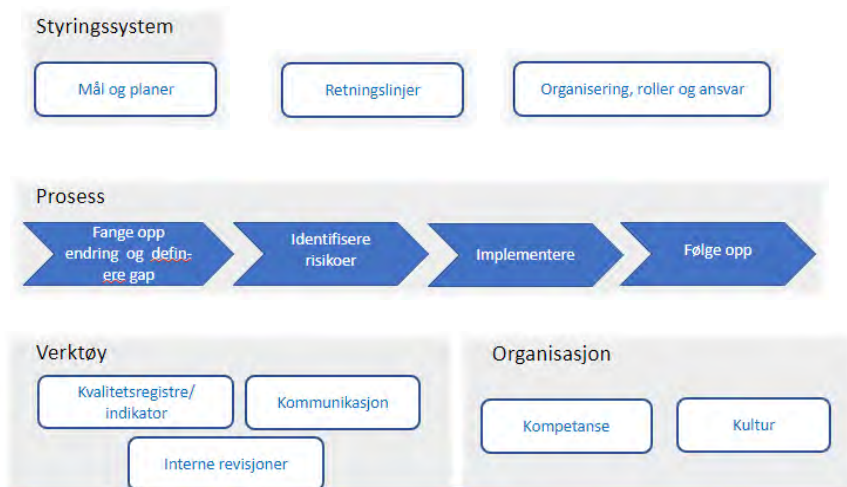 Styringssystem
Mål og planer
Retningslinjer
Organisering, roller og ansvar
Prosess
Fange opp
endring og defin-
ere gap
Identifisere
risikoer
Implementere
Følge opp
Verktøy
Kvalitetsregistre/
indikator
Kommunikasjon
Interne revisjoner
Organisasjon
Kompetanse
Kultur